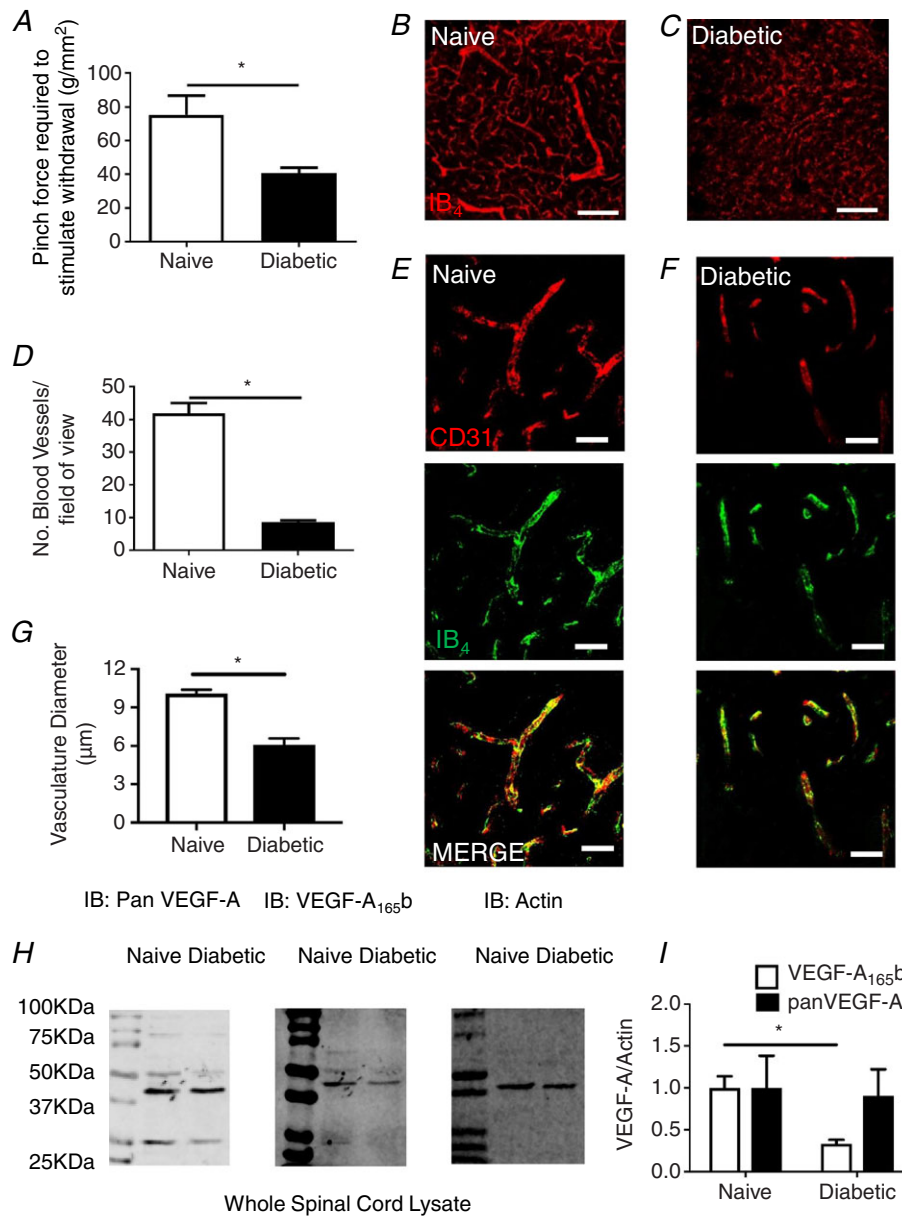 A
Pinch force required to
stimulate withdrawal (g/mm²)
100
80
60
40
20
0
*
Naive Diabetic
B
Naive
IB₄
C
Diabetic
D
No. Blood Vessels/
field of view
50
40
30
20
10
0
*
Naive Diabetic
E
Naive
CD31
IB₄
MERGE
F
Diabetic
G
Vasculature Diameter
(µm)
12
9
6
3
0
*
Naive Diabetic
IB: Pan VEGF-A IB: VEGF-A₁₆₅b IB: Actin
H
Naive Diabetic Naive Diabetic Naive Diabetic
100KDa
75KDa
50KDa
37KDa
25KDa
Whole Spinal Cord Lysate
I
VEGF-A₁₆₅b
panVEGF-A
VEGF-A/Actin
2.0
1.5
1.0
0.5
0.0
*
Naive Diabetic